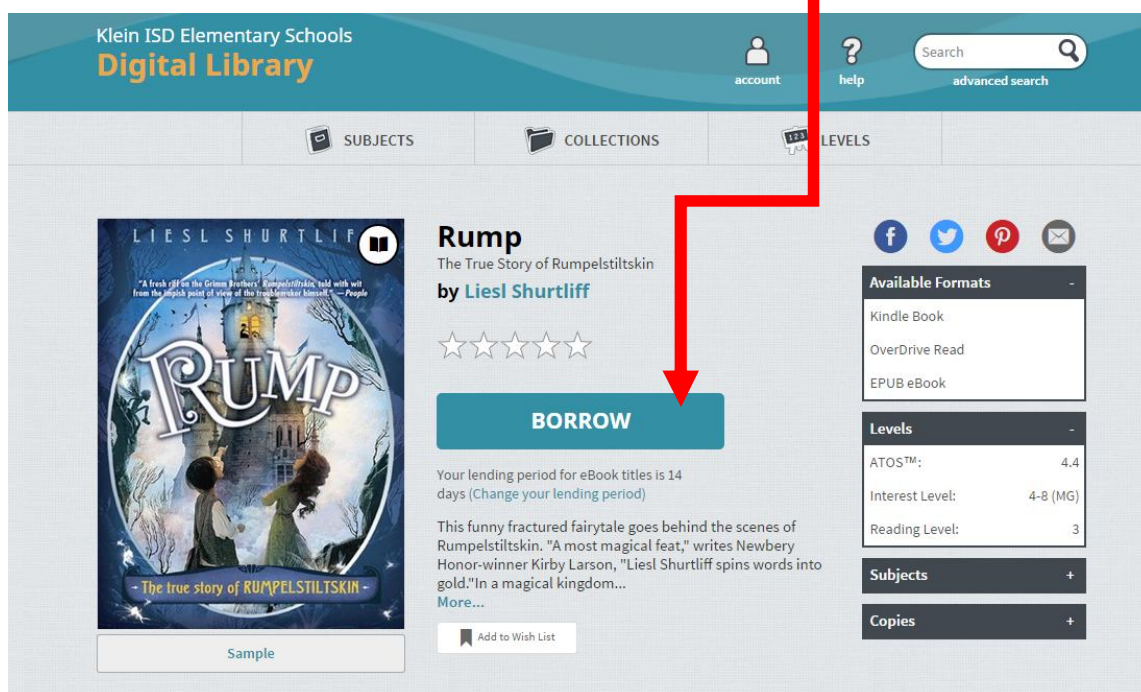 Klein ISD Elementary Schools
Digital Library
account
help
Search
advanced search
SUBJECTS
COLLECTIONS
123
LEVELS
LIESL SHURTLIF
"A fresh riff on the Grimm Brothers' Rumpelstiltskin, told with wit
from the impish point of view of the troublemaker himself." —People
RUMP
- The true story of RUMPELSTILTSKIN -
Sample
Rump
The True Story of Rumpelstiltskin
by Liesl Shurtliff
BORROW
Your lending period for eBook titles is 14
days (Change your lending period)
This funny fractured fairytale goes behind the scenes of
Rumpelstiltskin. "A most magical feat," writes Newbery
Honor-winner Kirby Larson, "Liesl Shurtliff spins words into
gold."In a magical kingdom...
More...
Add to Wish List
Available Formats -
Kindle Book
OverDrive Read
EPUB eBook
Levels -
ATOS™: 4.4
Interest Level: 4-8 (MG)
Reading Level: 3
Subjects +
Copies +